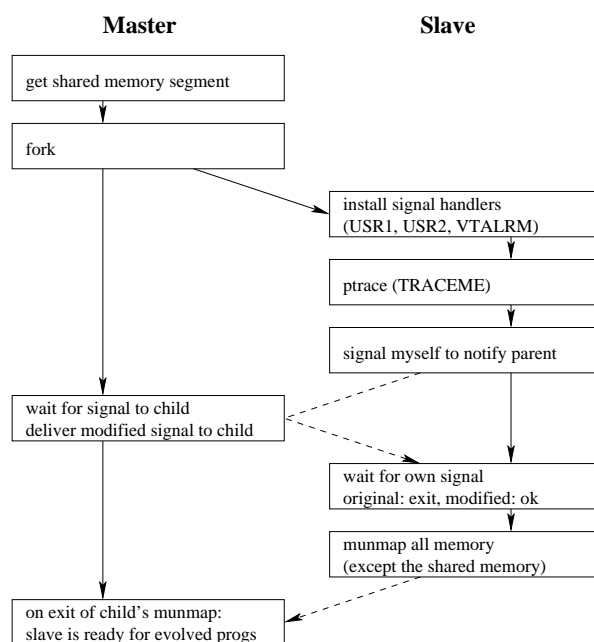 Master
Slave
get shared memory segment
fork
install signal handlers
(USR1, USR2, VTALRM)
ptrace (TRACEME)
signal myself to notify parent
wait for signal to child
deliver modified signal to child
wait for own signal
original: exit, modified: ok
munmap all memory
(except the shared memory)
on exit of child's munmap:
slave is ready for evolved progs